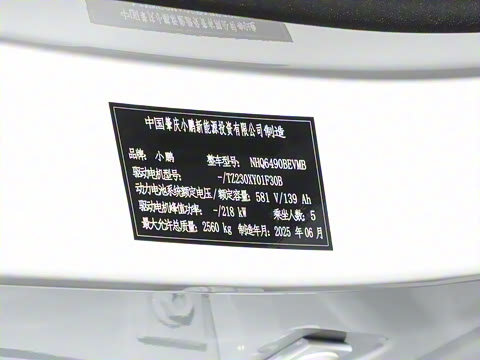 中国肇庆小鹏新能源投资有限公司制造
品牌: 小鹏 整车型号: NHQ6490BEVMB
驱动电机型号: -/TZ230XY01F30B
动力电池系统额定电压/额定容量: 581 V/139 Ah
驱动电机峰值功率: -/218 kW 乘坐人数: 5
最大允许总质量: 2560 kg 制造年月: 2025 年 06 月